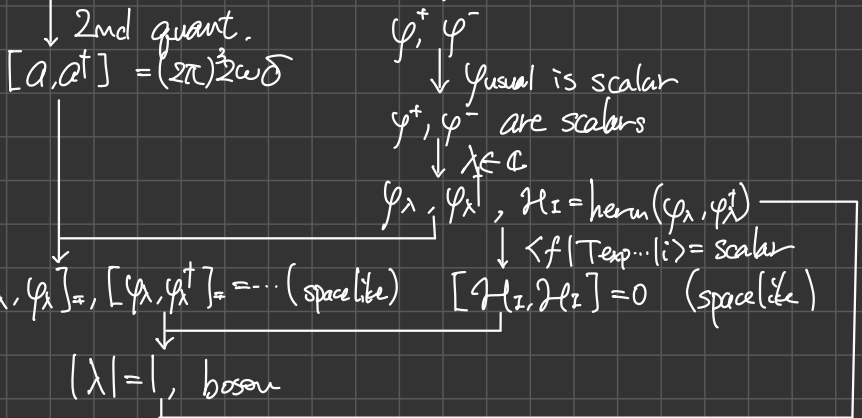 ↓ 2nd quant.
[a,a†] = (2π)³2ωδ
φ⁺, φ⁻
↓ φusual is scalar
φ⁺, φ⁻ are scalars
↓ λ∈ℂ
φλ, φλ†, ℋI = herm(φλ, φλ†)
↓ <f|Texp…|i> = scalar
, φλ]∓, [φλ, φλ†]∓ = … (spacelike)
[ℋI, ℋI] = 0 (spacelike)
|λ| = 1, boson